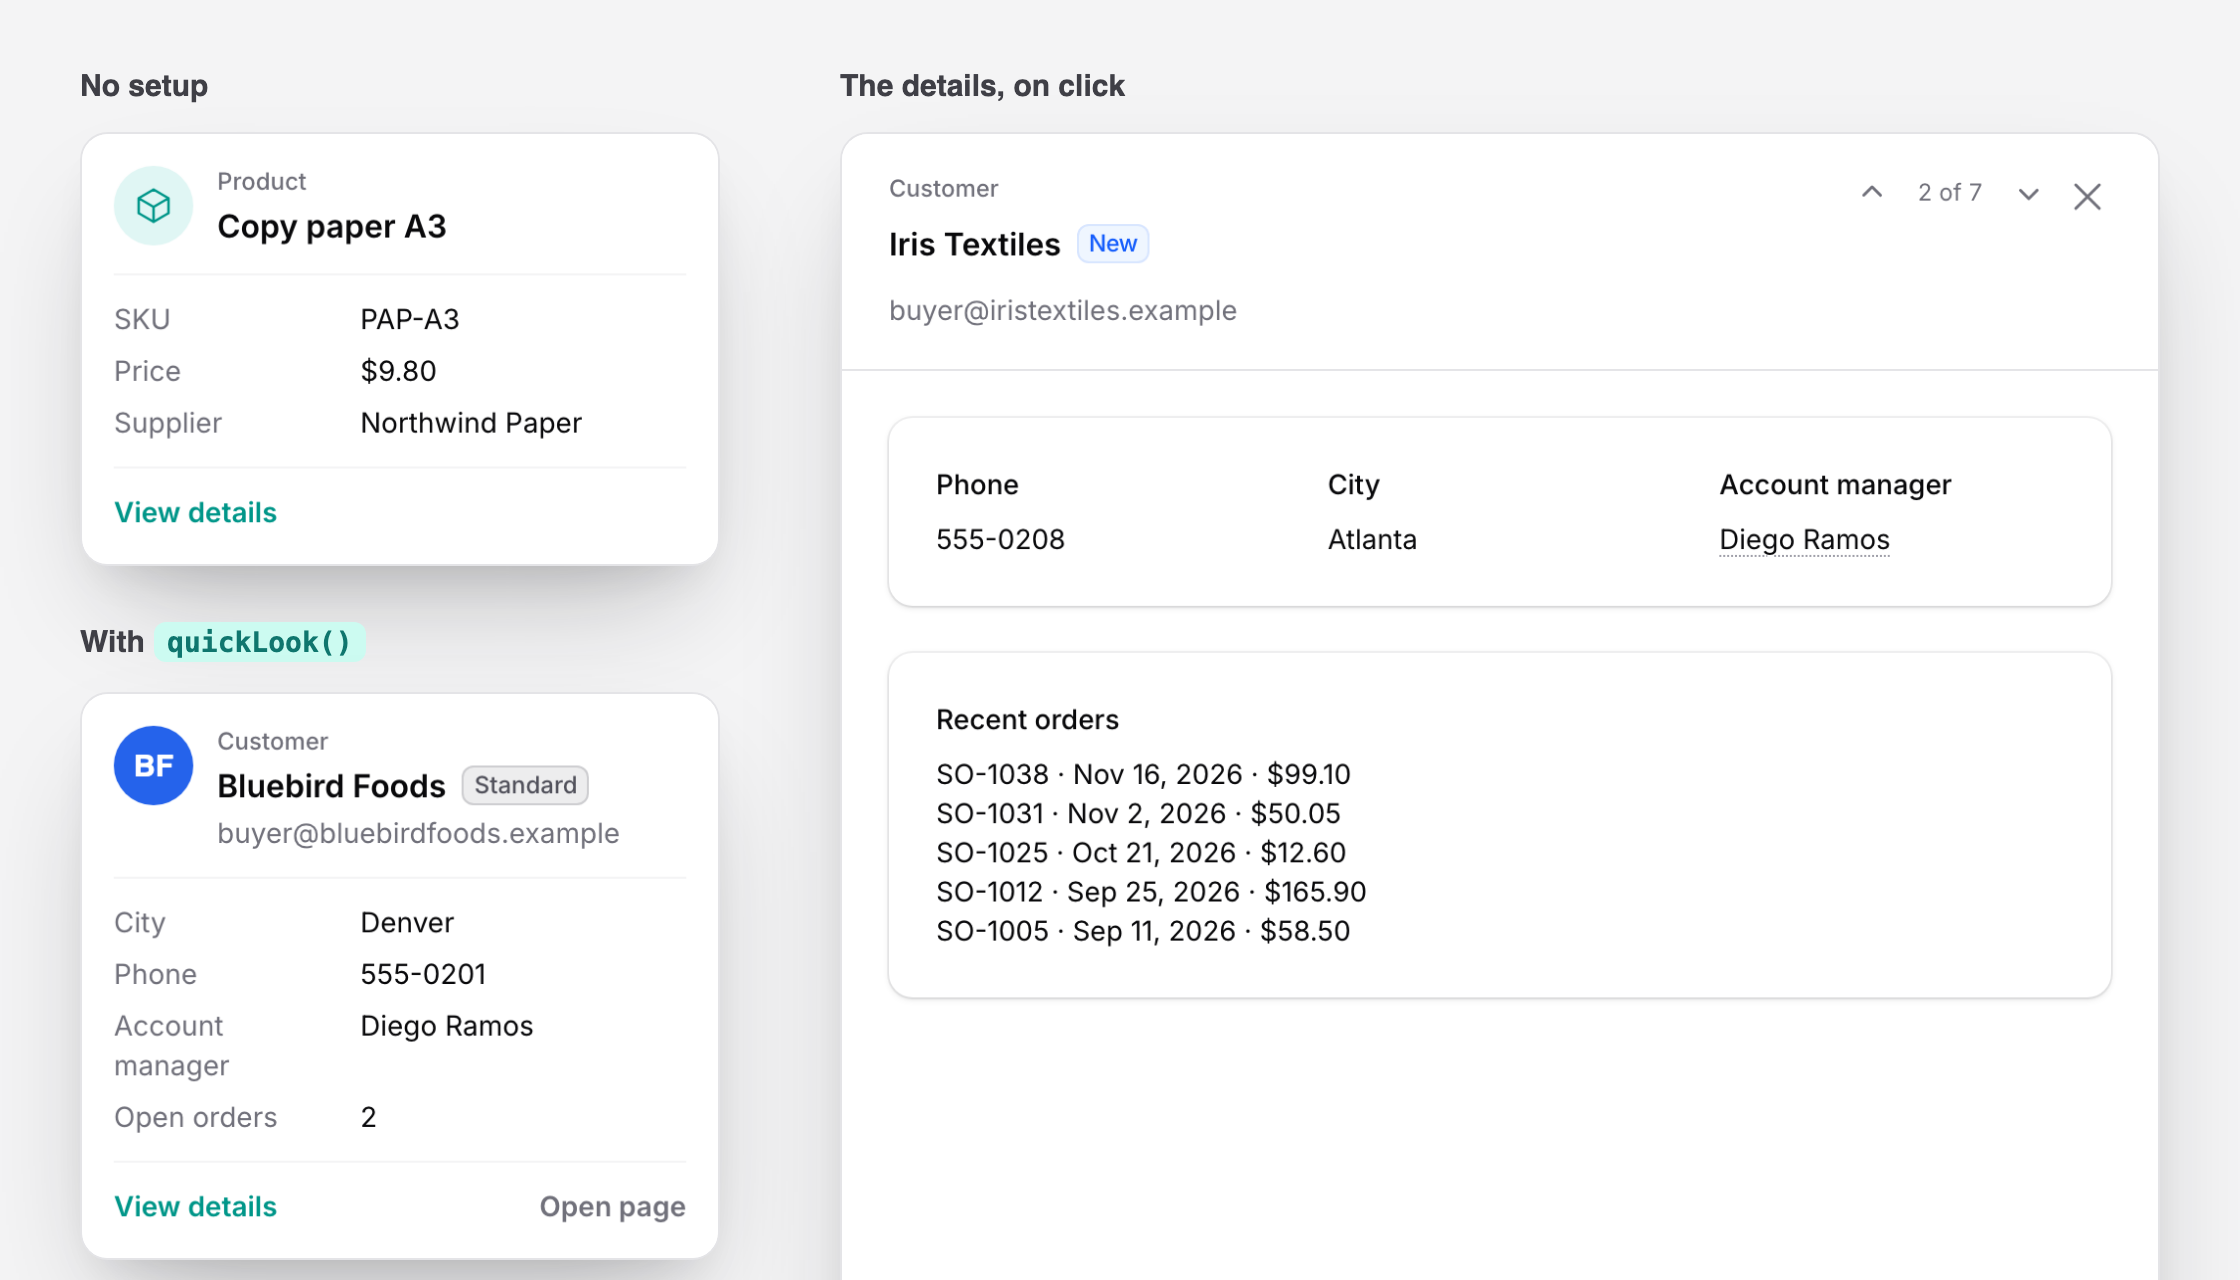 No setup
Product
Copy paper A3
SKU PAP-A3
Price $9.80
Supplier Northwind Paper
View details
With quickLook()
BF
Customer
Bluebird Foods Standard
buyer@bluebirdfoods.example
City Denver
Phone 555-0201
Account manager Diego Ramos
Open orders 2
View details Open page
The details, on click
Customer
2 of 7
Iris Textiles New
buyer@iristextiles.example
Phone City Account manager
555-0208 Atlanta Diego Ramos
Recent orders
SO-1038 · Nov 16, 2026 · $99.10
SO-1031 · Nov 2, 2026 · $50.05
SO-1025 · Oct 21, 2026 · $12.60
SO-1012 · Sep 25, 2026 · $165.90
SO-1005 · Sep 11, 2026 · $58.50